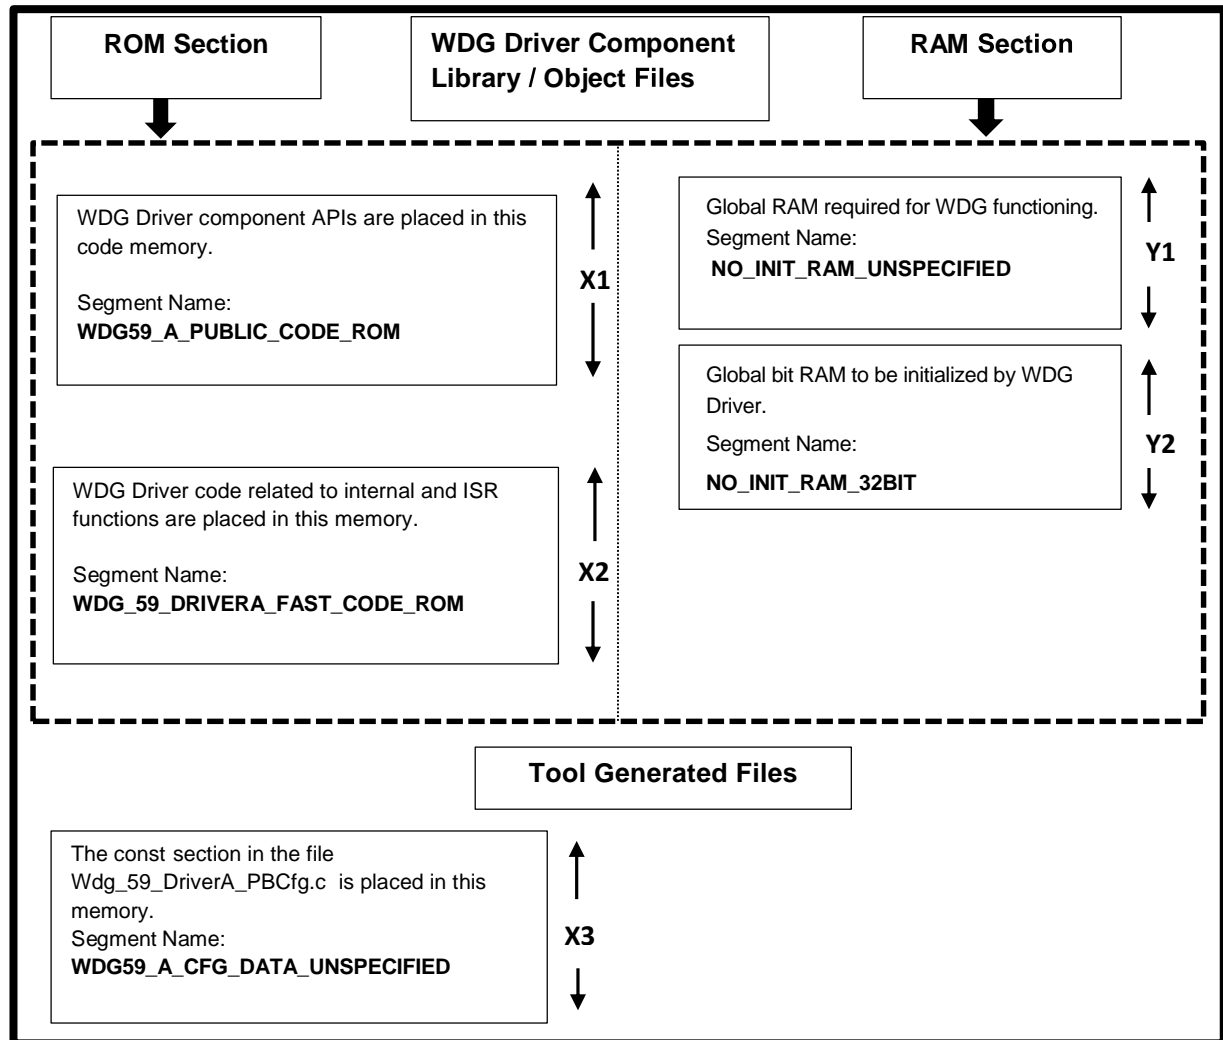 ROM Section
WDG Driver Component
Library / Object Files
RAM Section
WDG Driver component APIs are placed in this
code memory.
Segment Name:
WDG59_A_PUBLIC_CODE_ROM
X1
Global RAM required for WDG functioning.
Segment Name:
NO_INIT_RAM_UNSPECIFIED
Y1
Global bit RAM to be initialized by WDG
Driver.
Segment Name:
NO_INIT_RAM_32BIT
Y2
WDG Driver code related to internal and ISR
functions are placed in this memory.
Segment Name:
WDG_59_DRIVERA_FAST_CODE_ROM
X2
Tool Generated Files
The const section in the file
Wdg_59_DriverA_PBCfg.c is placed in this
memory.
Segment Name:
WDG59_A_CFG_DATA_UNSPECIFIED
X3